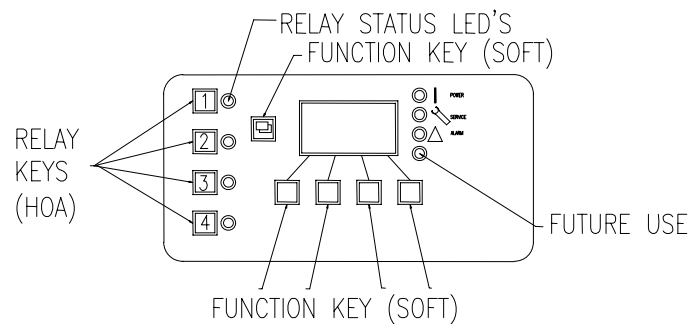 RELAY STATUS LED'S
FUNCTION KEY (SOFT)
1
POWER
SERVICE
2
ALARM
RELAY
KEYS
(HOA)
3
4
FUTURE USE
FUNCTION KEY (SOFT)